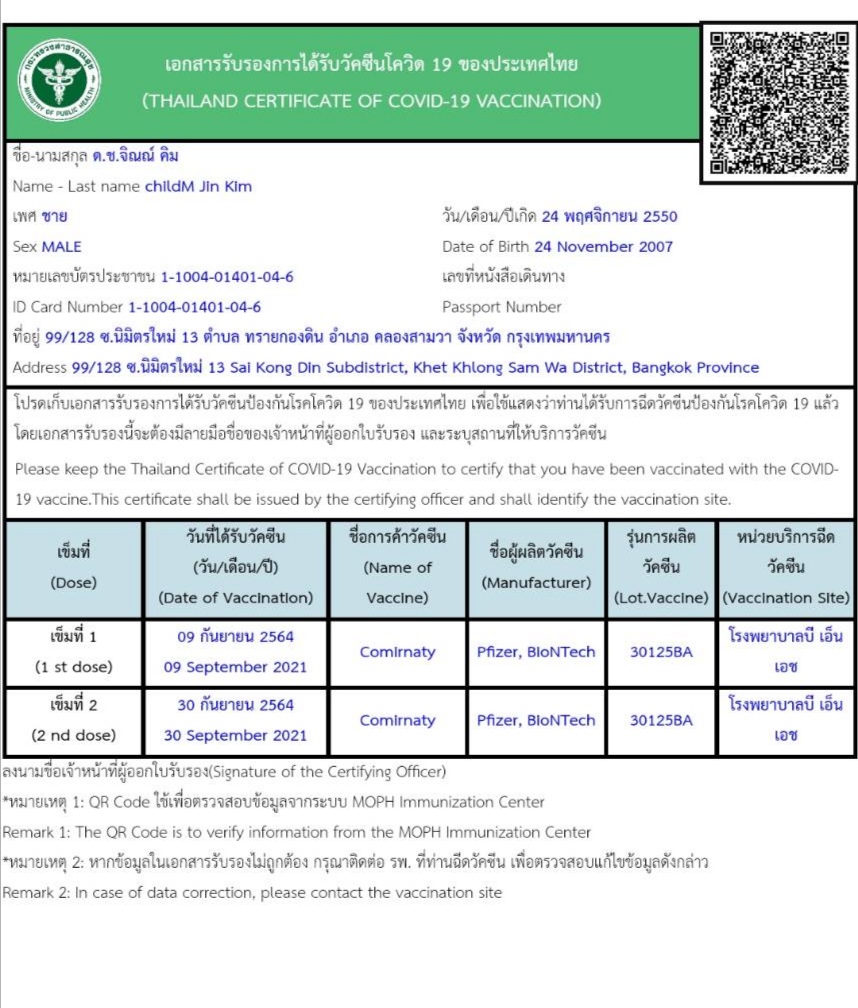 กระทรวงสาธารณสุข
MINISTRY OF PUBLIC HEALTH
เอกสารรับรองการได้รับวัคซีนโควิด 19 ของประเทศไทย
(THAILAND CERTIFICATE OF COVID-19 VACCINATION)
ชื่อ-นามสกุล ด.ช.จิณณ์ คิม
Name - Last name childM Jin Kim
เพศ ชาย วัน/เดือน/ปีเกิด 24 พฤศจิกายน 2550
Sex MALE Date of Birth 24 November 2007
หมายเลขบัตรประชาชน 1-1004-01401-04-6 เลขที่หนังสือเดินทาง
ID Card Number 1-1004-01401-04-6 Passport Number
ที่อยู่ 99/128 ซ.นิมิตรใหม่ 13 ตำบล ทรายกองดิน อำเภอ คลองสามวา จังหวัด กรุงเทพมหานคร
Address 99/128 ซ.นิมิตรใหม่ 13 Sai Kong Din Subdistrict, Khet Khlong Sam Wa District, Bangkok Province
โปรดเก็บเอกสารรับรองการได้รับวัคซีนป้องกันโรคโควิด 19 ของประเทศไทย เพื่อใช้แสดงว่าท่านได้รับการฉีดวัคซีนป้องกันโรคโควิด 19 แล้ว
โดยเอกสารรับรองนี้จะต้องมีลายมือชื่อของเจ้าหน้าที่ผู้ออกใบรับรอง และระบุสถานที่ให้บริการวัคซีน
Please keep the Thailand Certificate of COVID-19 Vaccination to certify that you have been vaccinated with the COVID-
19 vaccine.This certificate shall be issued by the certifying officer and shall identify the vaccination site.
เข็มที่
(Dose)
วันที่ได้รับวัคซีน
(วัน/เดือน/ปี)
(Date of Vaccination)
ชื่อการค้าวัคซีน
(Name of
Vaccine)
ชื่อผู้ผลิตวัคซีน
(Manufacturer)
รุ่นการผลิต
วัคซีน
(Lot.Vaccine)
หน่วยบริการฉีด
วัคซีน
(Vaccination Site)
เข็มที่ 1
(1 st dose)
09 กันยายน 2564
09 September 2021
Comirnaty
Pfizer, BioNTech
30125BA
โรงพยาบาลบี เอ็น
เอช
เข็มที่ 2
(2 nd dose)
30 กันยายน 2564
30 September 2021
Comirnaty
Pfizer, BioNTech
30125BA
โรงพยาบาลบี เอ็น
เอช
ลงนามชื่อเจ้าหน้าที่ผู้ออกใบรับรอง(Signature of the Certifying Officer)
*หมายเหตุ 1: QR Code ใช้เพื่อตรวจสอบข้อมูลจากระบบ MOPH Immunization Center
Remark 1: The QR Code is to verify information from the MOPH Immunization Center
*หมายเหตุ 2: หากข้อมูลในเอกสารรับรองไม่ถูกต้อง กรุณาติดต่อ รพ. ที่ท่านฉีดวัคซีน เพื่อตรวจสอบแก้ไขข้อมูลดังกล่าว
Remark 2: In case of data correction, please contact the vaccination site